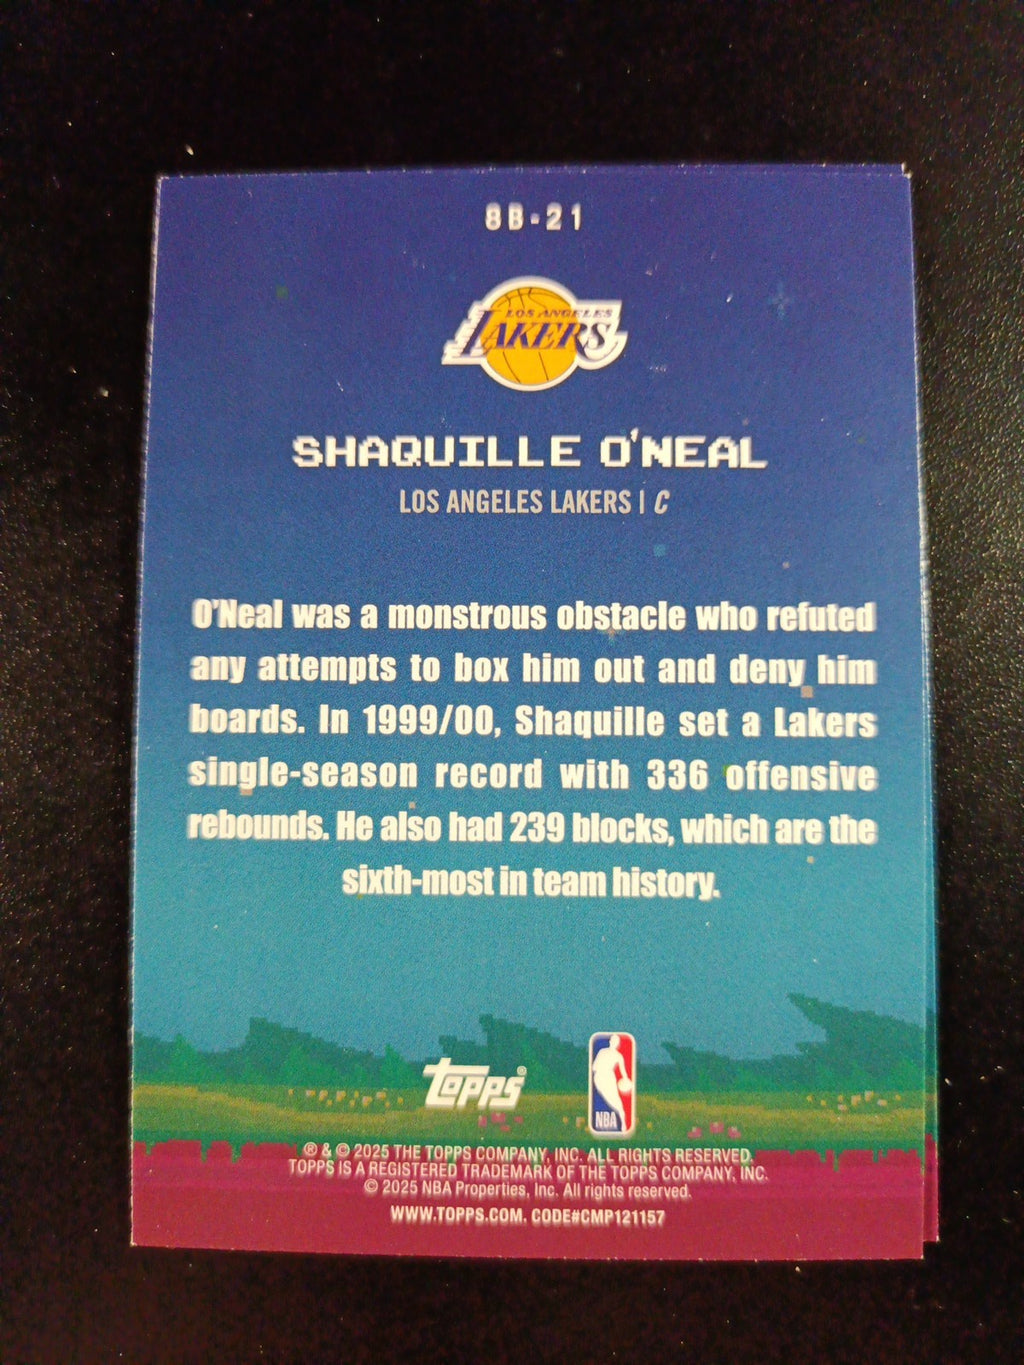 8B-21
LOS ANGELES
LAKERS
SHAQUILLE O'NEAL
LOS ANGELES LAKERS | C
O'Neal was a monstrous obstacle who refuted
any attempts to box him out and deny him
boards. In 1999/00, Shaquille set a Lakers
single-season record with 336 offensive
rebounds. He also had 239 blocks, which are the
sixth-most in team history.
topps®
NBA
® & © 2025 THE TOPPS COMPANY, INC. ALL RIGHTS RESERVED.
TOPPS IS A REGISTERED TRADEMARK OF THE TOPPS COMPANY, INC.
© 2025 NBA Properties, Inc. All rights reserved.
WWW.TOPPS.COM. CODE#CMP121157